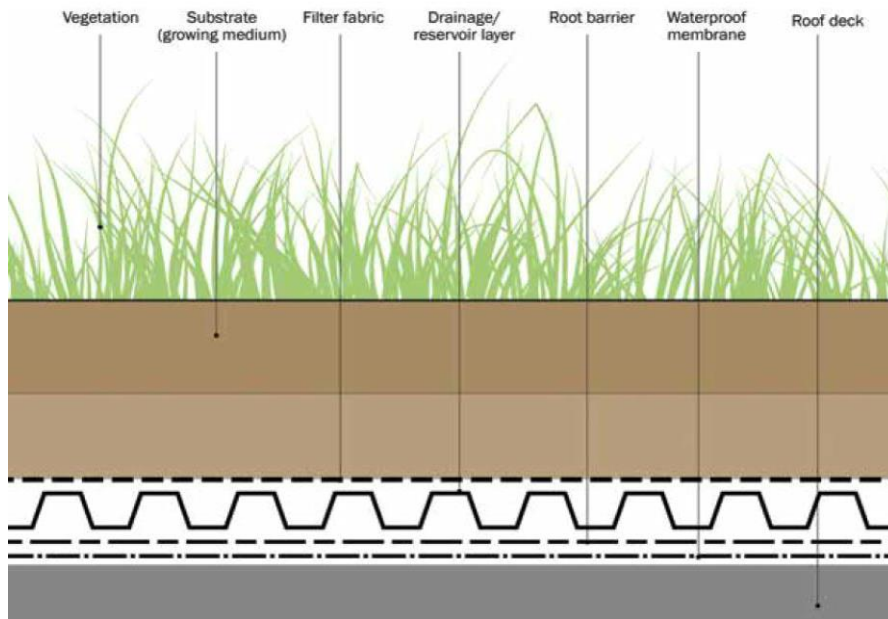 Vegetation
Substrate
(growing medium)
Filter fabric
Drainage/
reservoir layer
Root barrier
Waterproof
membrane
Roof deck